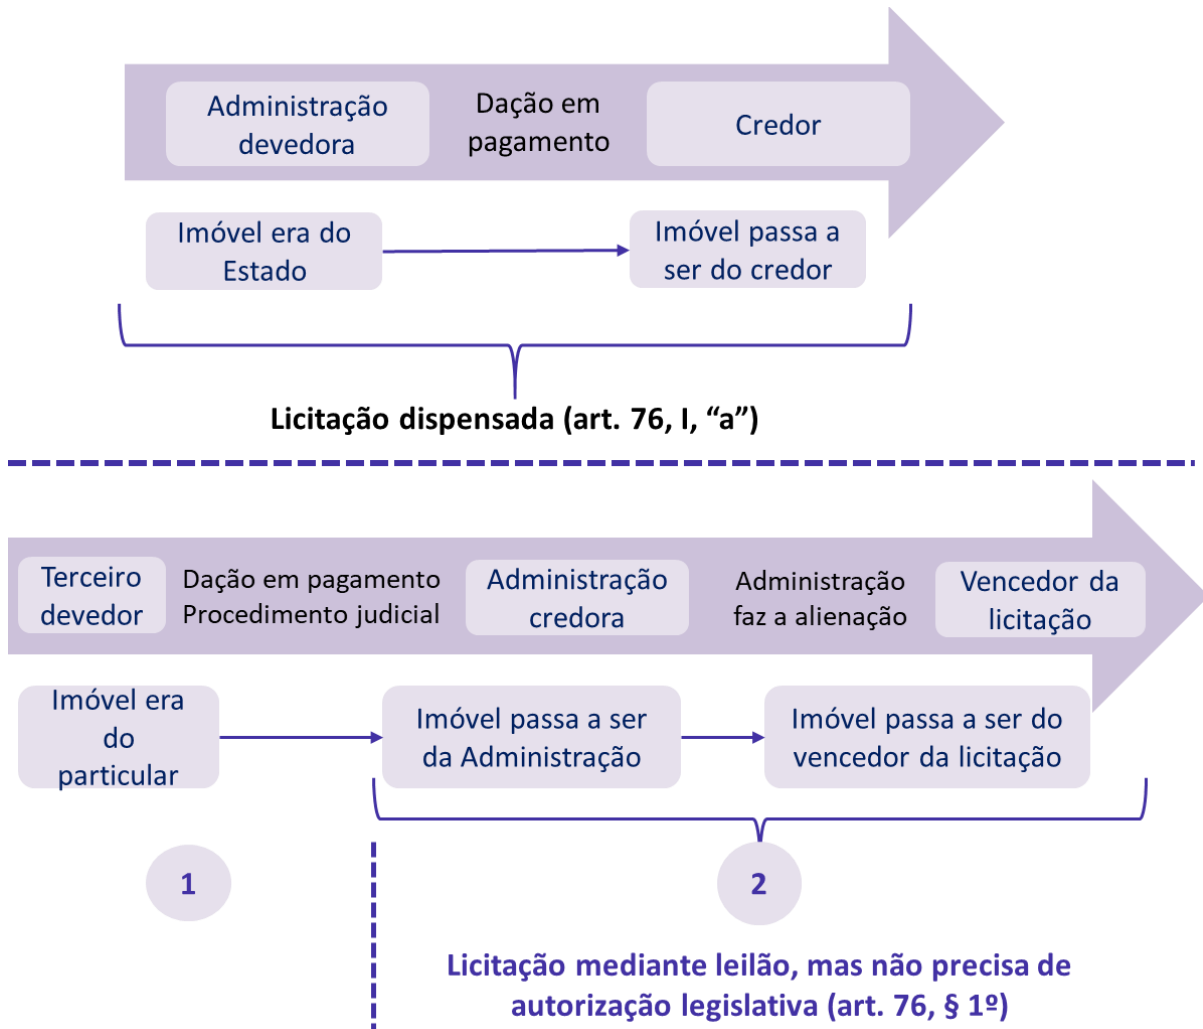 Administração
devedora
Dação em
pagamento
Credor
Imóvel era do
Estado
Imóvel passa a
ser do credor
Licitação dispensada (art. 76, I, “a”)
Terceiro
devedor
Dação em pagamento
Procedimento judicial
Administração
credora
Administração
faz a alienação
Vencedor da
licitação
Imóvel era
do
particular
Imóvel passa a ser
da Administração
Imóvel passa a ser do
vencedor da licitação
1
2
Licitação mediante leilão, mas não precisa de
autorização legislativa (art. 76, § 1º)